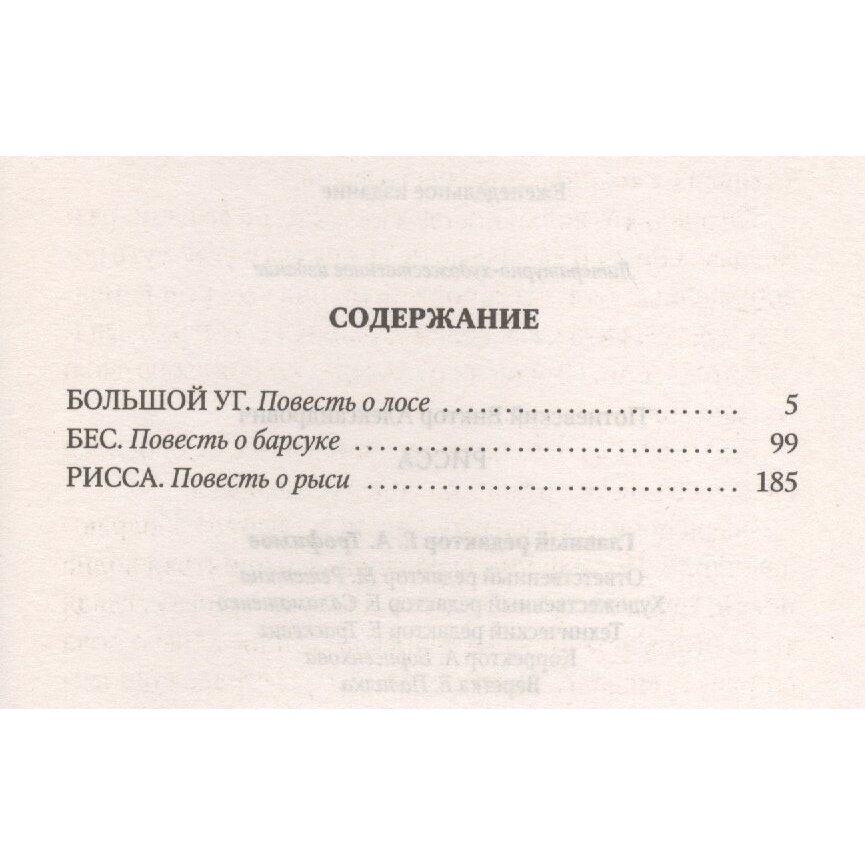 СОДЕРЖАНИЕ
БОЛЬШОЙ УГ. Повесть о лосе ........................................ 5
БЕС. Повесть о барсуке ........................................ 99
РИССА. Повесть о рыси ........................................ 185